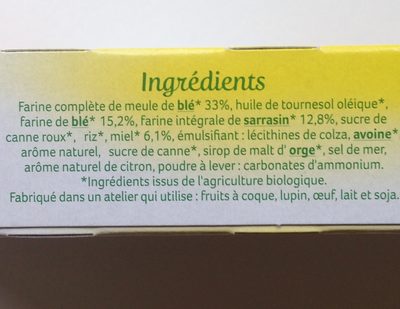 Ingrédients
Farine complète de meule de blé* 33%, huile de tournesol oléique*,
farine de blé* 15,2%, farine intégrale de sarrasin* 12,8%, sucre de
canne roux*, riz*, miel* 6,1%, émulsifiant : lécithines de colza, avoine*,
arôme naturel, sucre de canne*, sirop de malt d' orge*, sel de mer,
arôme naturel de citron, poudre à lever : carbonates d'ammonium.
*Ingrédients issus de l'agriculture biologique.
Fabriqué dans un atelier qui utilise : fruits à coque, lupin, œuf, lait et soja.